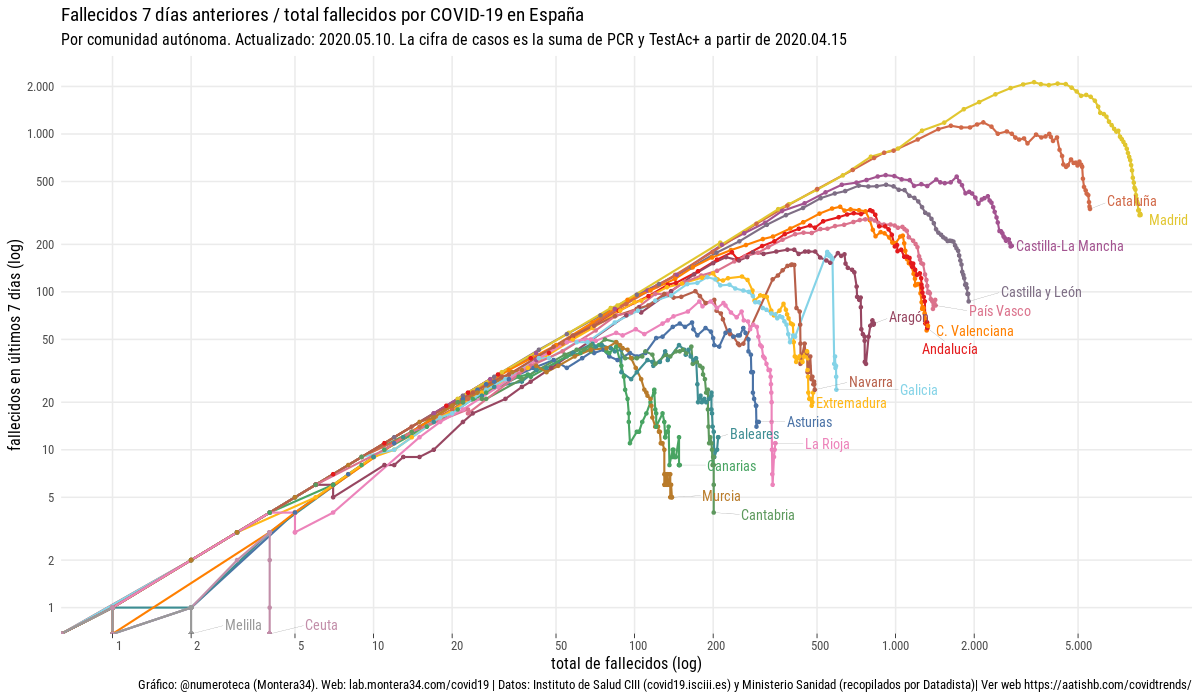 Fallecidos 7 días anteriores / total fallecidos por COVID-19 en España
Por comunidad autónoma. Actualizado: 2020.05.10. La cifra de casos es la suma de PCR y TestAc+ a partir de 2020.04.15
fallecidos en últimos 7 días (log)
2.000
1.000
500
200
100
50
20
10
5
2
1
Cataluña
Madrid
Castilla-La Mancha
Castilla y León
País Vasco
Aragón
C. Valenciana
Andalucía
Navarra
Galicia
Extremadura
Asturias
Baleares
La Rioja
Canarias
Murcia
Cantabria
Melilla
Ceuta
1
2
5
10
20
50
100
200
500
1.000
2.000
5.000
total de fallecidos (log)
Gráfico: @numeroteca (Montera34). Web: lab.montera34.com/covid19 | Datos: Instituto de Salud CIII (covid19.isciii.es) y Ministerio Sanidad (recopilados por Datadista)| Ver web https://aatishb.com/covidtrends/